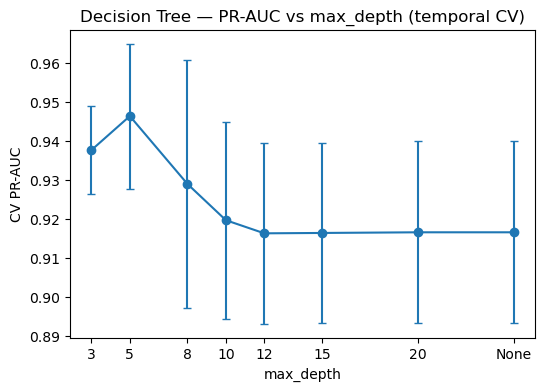 Decision Tree — PR-AUC vs max_depth (temporal CV)
CV PR-AUC
0.96
0.95
0.94
0.93
0.92
0.91
0.90
0.89
3 5 8 10 12 15 20 None
max_depth